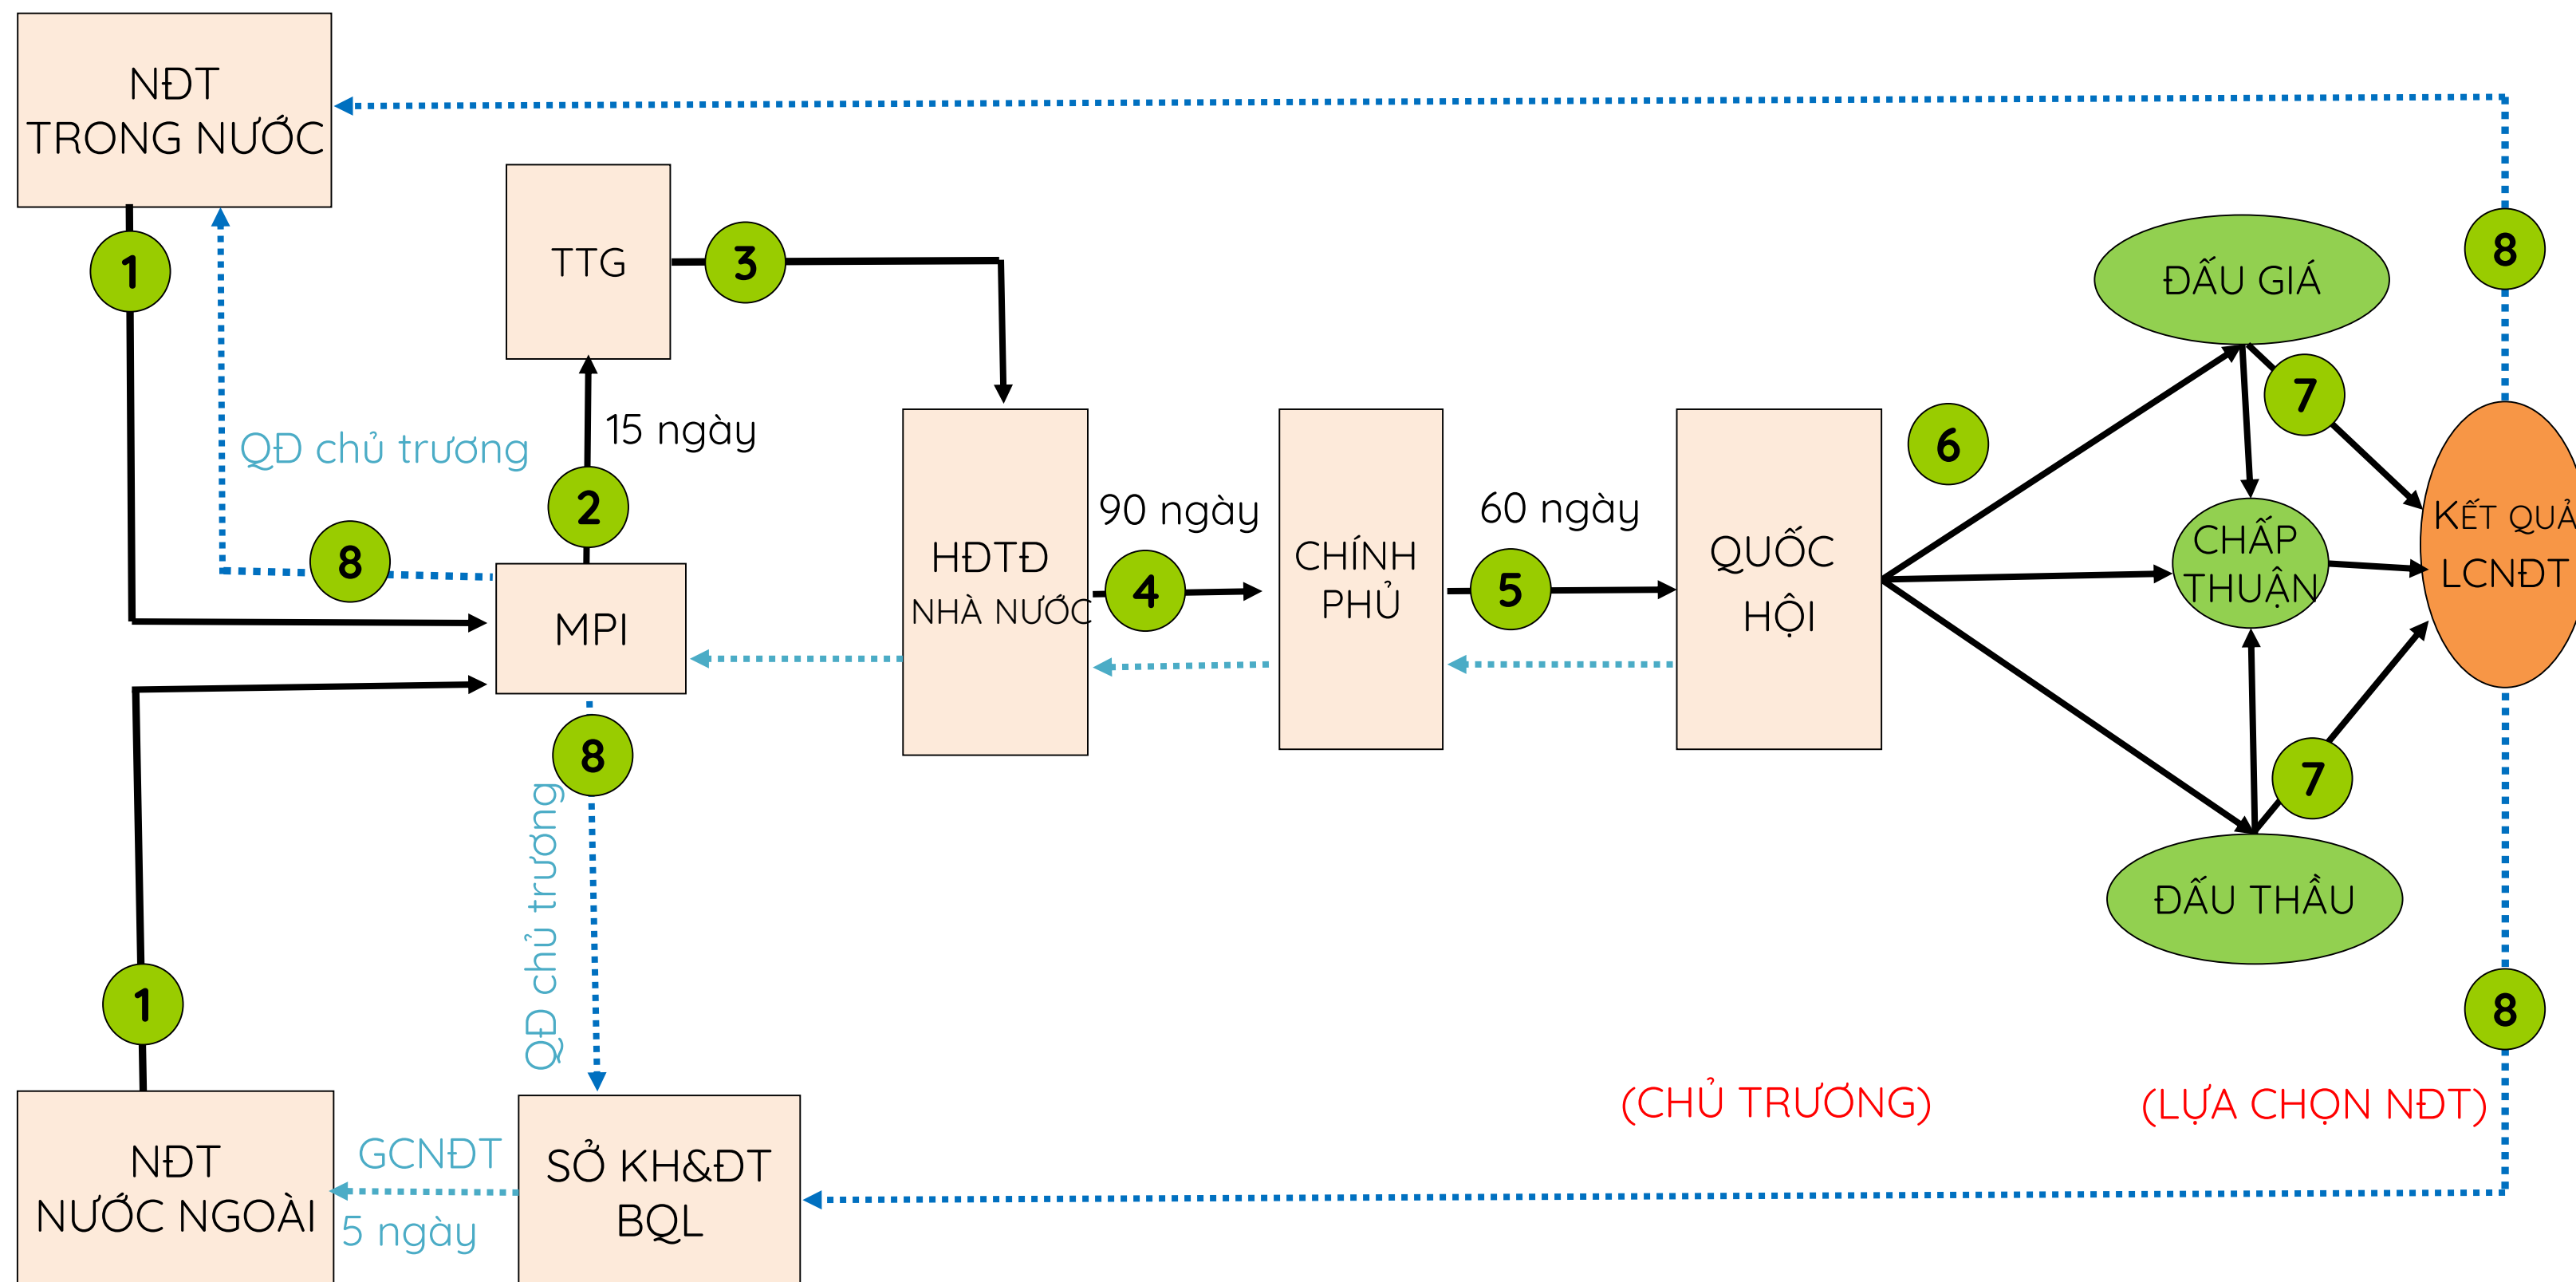 NĐT
TRONG NƯỚC
1
TTG
3
8
ĐẤU GIÁ
7
15 ngày
QĐ chủ trương
2
8
MPI
HĐTĐ
NHÀ NƯỚC
90 ngày
4
CHÍNH
PHỦ
60 ngày
5
QUỐC
HỘI
6
CHẤP
THUẬN
KẾT QUẢ
LCNĐT
8
QĐ chủ trương
7
ĐẤU THẦU
1
8
(CHỦ TRƯƠNG)
(LỰA CHỌN NĐT)
NĐT
NƯỚC NGOÀI
GCNĐT
5 ngày
SỞ KH&ĐT
BQL